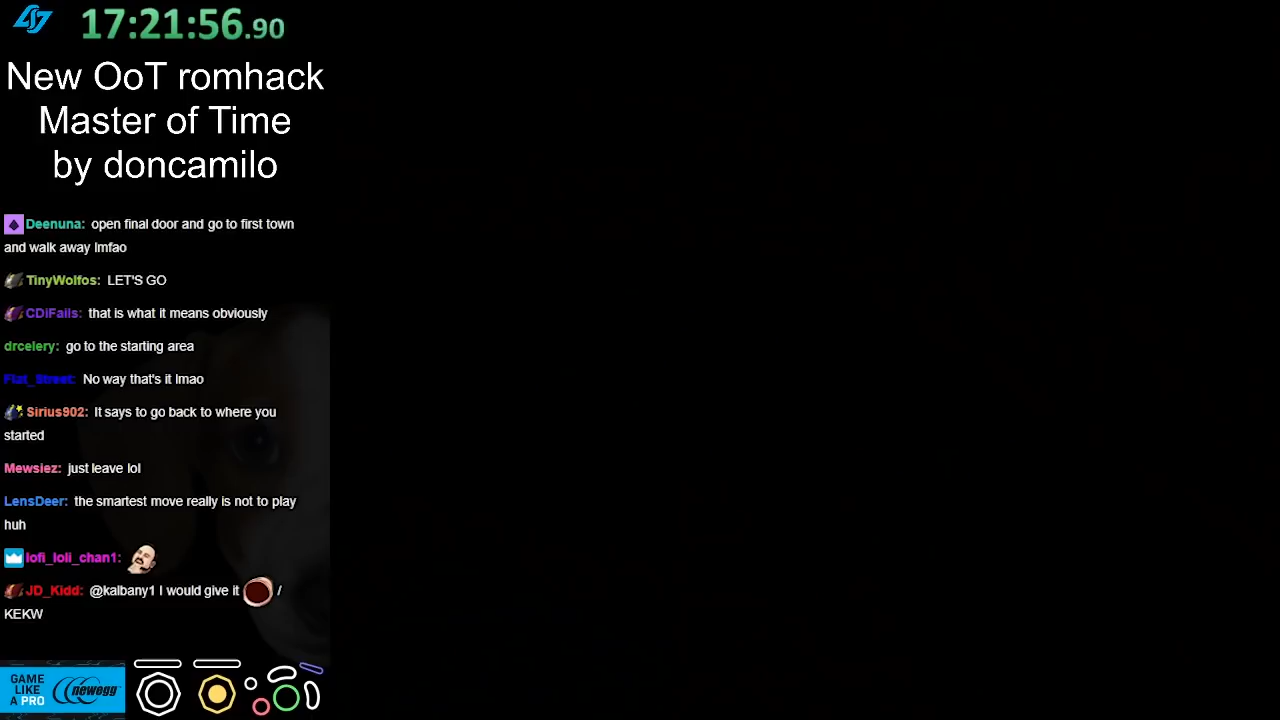 17:21:56.90
New OoT romhack
Master of Time
by doncamilo
Deenuna: open final door and go to first town
and walk away lmfao
TinyWolfos: LET'S GO
CDiFails: that is what it means obviously
drcelery: go to the starting area
Flat_Street: No way that's it lmao
Sirius902: It says to go back to where you
started
Mewsiez: just leave lol
LensDeer: the smartest move really is not to play
huh
lofi_loli_chan1:
JD_Kidd: @kalbany1 I would give it /
KEKW
GAME
LIKE
A PRO
newegg